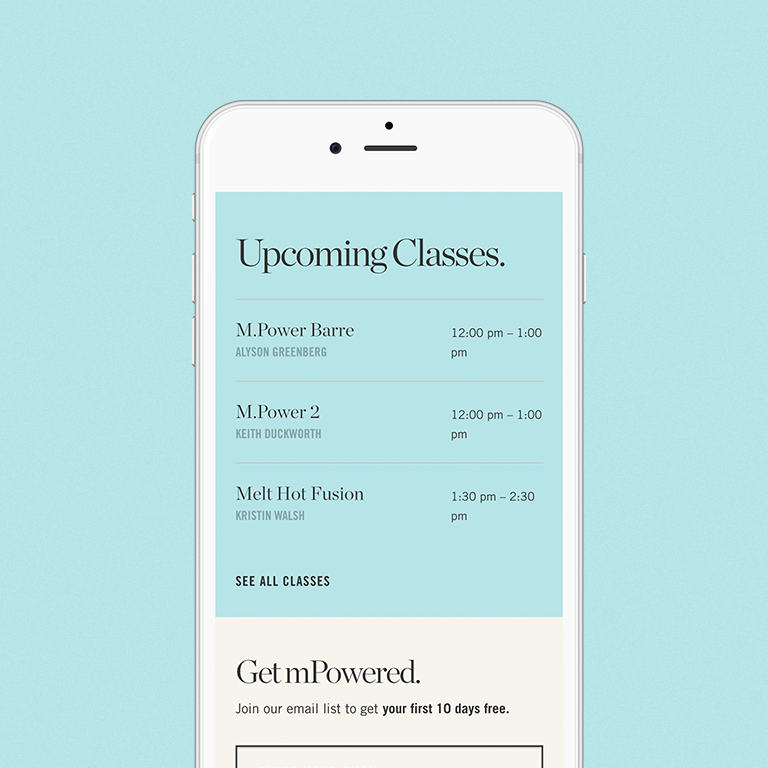 Upcoming Classes.
M.Power Barre
12:00 pm – 1:00
pm
ALYSON GREENBERG
M.Power 2
12:00 pm – 1:00
pm
KEITH DUCKWORTH
Melt Hot Fusion
1:30 pm – 2:30
pm
KRISTIN WALSH
SEE ALL CLASSES
Get mPowered.
Join our email list to get your first 10 days free.